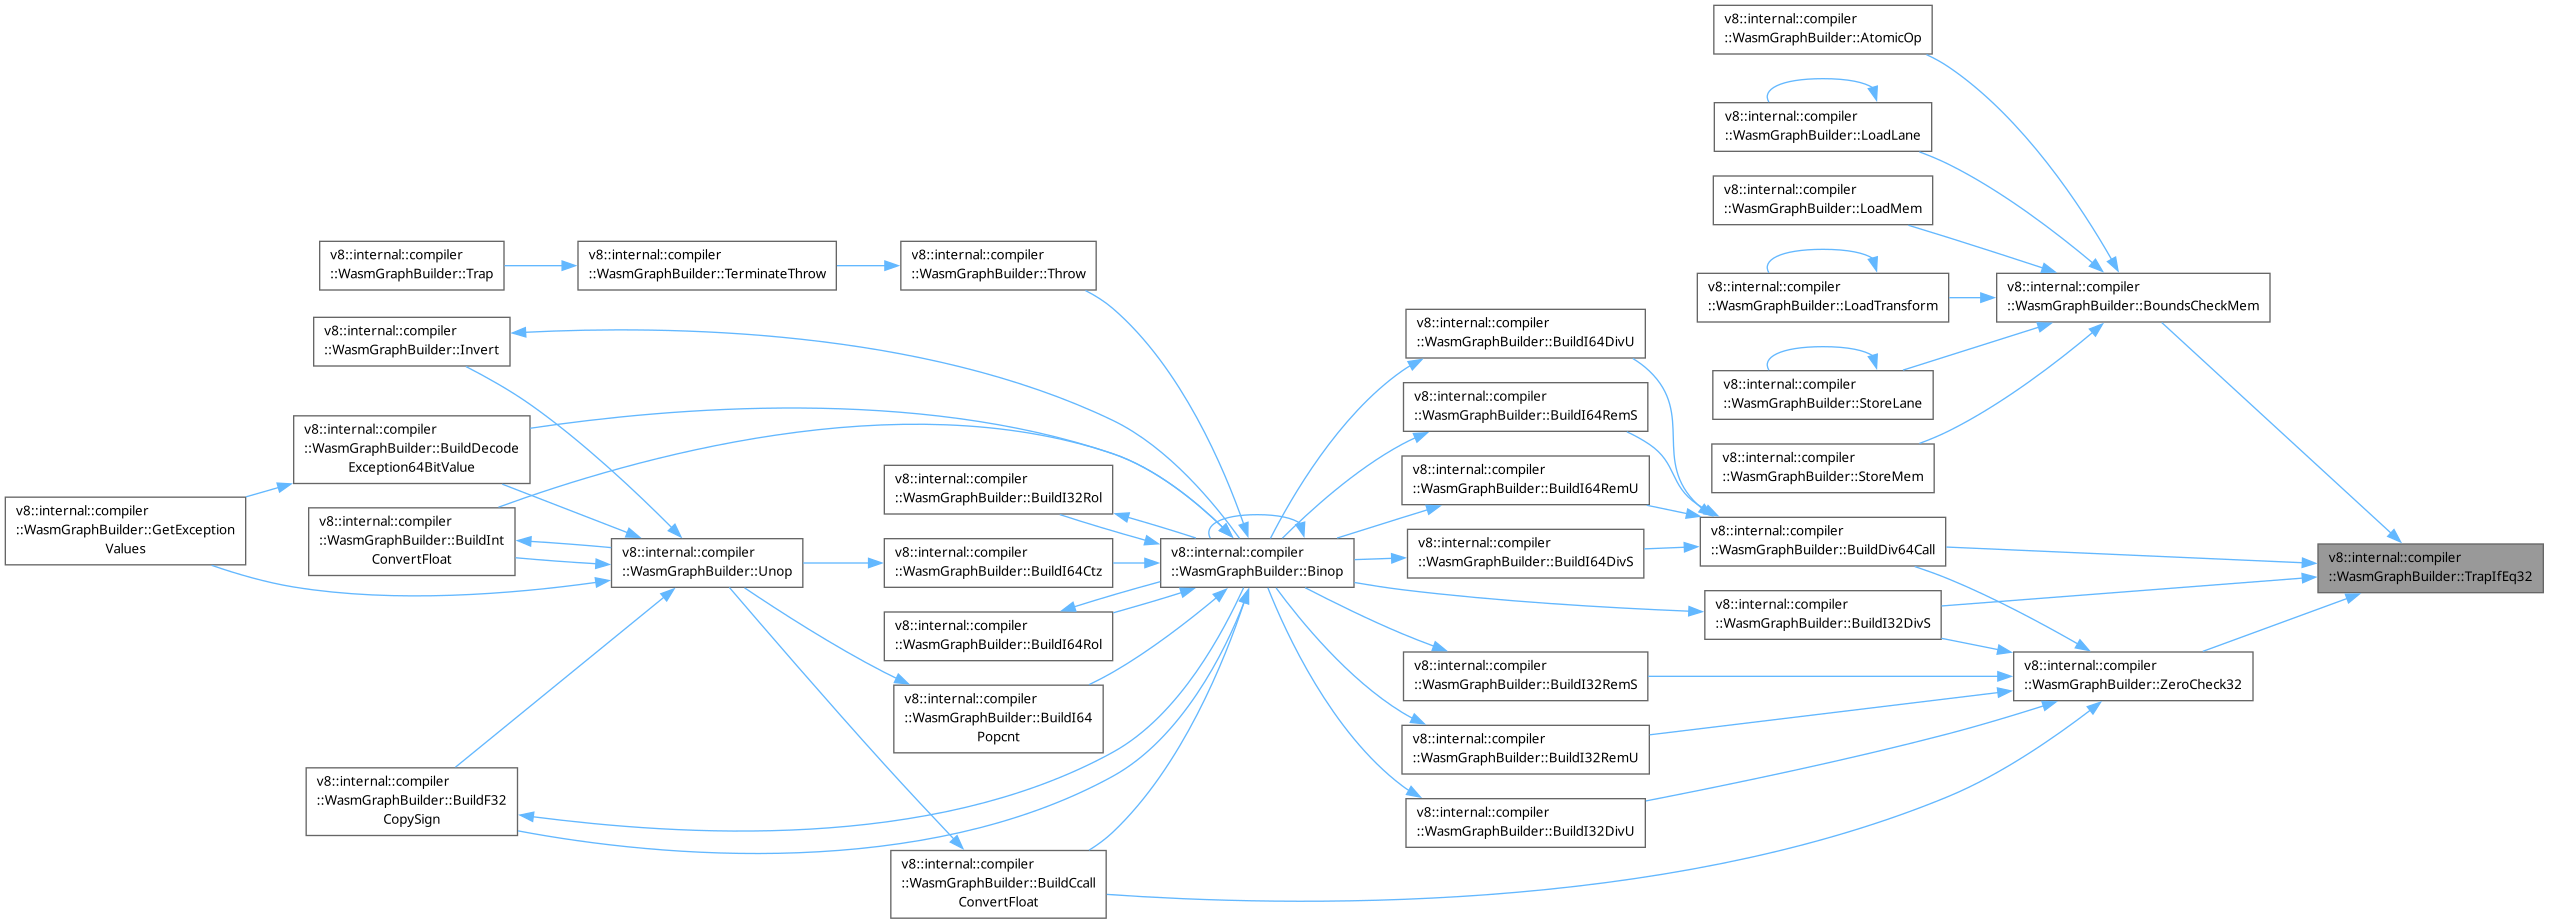 v8::internal::compiler
::WasmGraphBuilder::AtomicOp
v8::internal::compiler
::WasmGraphBuilder::LoadLane
v8::internal::compiler
::WasmGraphBuilder::LoadMem
v8::internal::compiler
::WasmGraphBuilder::Trap
v8::internal::compiler
::WasmGraphBuilder::TerminateThrow
v8::internal::compiler
::WasmGraphBuilder::Throw
v8::internal::compiler
::WasmGraphBuilder::LoadTransform
v8::internal::compiler
::WasmGraphBuilder::BoundsCheckMem
v8::internal::compiler
::WasmGraphBuilder::Invert
v8::internal::compiler
::WasmGraphBuilder::BuildI64DivU
v8::internal::compiler
::WasmGraphBuilder::StoreLane
v8::internal::compiler
::WasmGraphBuilder::BuildI64RemS
v8::internal::compiler
::WasmGraphBuilder::BuildDecode
Exception64BitValue
v8::internal::compiler
::WasmGraphBuilder::StoreMem
v8::internal::compiler
::WasmGraphBuilder::BuildI32Rol
v8::internal::compiler
::WasmGraphBuilder::BuildI64RemU
v8::internal::compiler
::WasmGraphBuilder::GetException
Values
v8::internal::compiler
::WasmGraphBuilder::BuildInt
ConvertFloat
v8::internal::compiler
::WasmGraphBuilder::Unop
v8::internal::compiler
::WasmGraphBuilder::BuildI64Ctz
v8::internal::compiler
::WasmGraphBuilder::Binop
v8::internal::compiler
::WasmGraphBuilder::BuildI64DivS
v8::internal::compiler
::WasmGraphBuilder::BuildDiv64Call
v8::internal::compiler
::WasmGraphBuilder::TrapIfEq32
v8::internal::compiler
::WasmGraphBuilder::BuildI32DivS
v8::internal::compiler
::WasmGraphBuilder::BuildI64Rol
v8::internal::compiler
::WasmGraphBuilder::BuildI32RemS
v8::internal::compiler
::WasmGraphBuilder::ZeroCheck32
v8::internal::compiler
::WasmGraphBuilder::BuildI64
Popcnt
v8::internal::compiler
::WasmGraphBuilder::BuildI32RemU
v8::internal::compiler
::WasmGraphBuilder::BuildF32
CopySign
v8::internal::compiler
::WasmGraphBuilder::BuildI32DivU
v8::internal::compiler
::WasmGraphBuilder::BuildCcall
ConvertFloat